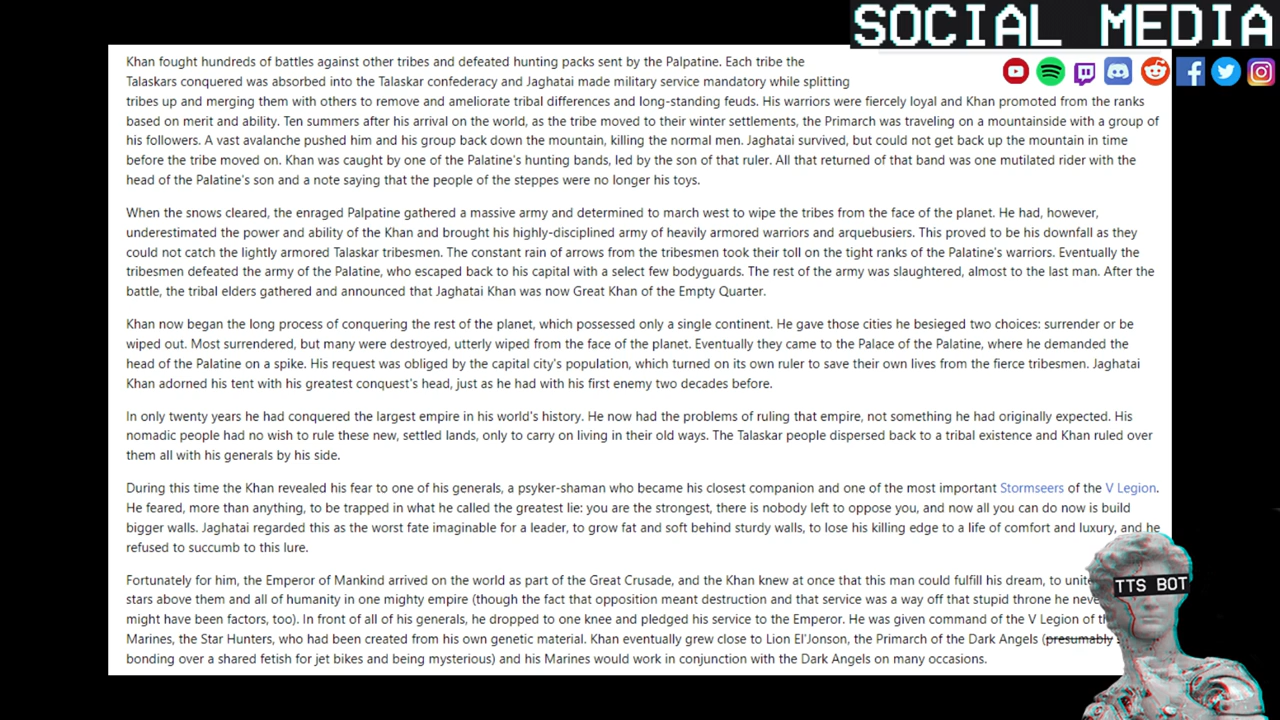 SOCIAL MEDIA
Khan fought hundreds of battles against other tribes and defeated hunting packs sent by the Palpatine. Each tribe the
Talaskars conquered was absorbed into the Talaskar confederacy and Jaghatai made military service mandatory while splitting
tribes up and merging them with others to remove and ameliorate tribal differences and long-standing feuds. His warriors were fiercely loyal and Khan promoted from the ranks
based on merit and ability. Ten summers after his arrival on the world, as the tribe moved to their winter settlements, the Primarch was traveling on a mountainside with a group of
his followers. A vast avalanche pushed him and his group back down the mountain, killing the normal men. Jaghatai survived, but could not get back up the mountain in time
before the tribe moved on. Khan was caught by one of the Palatine's hunting bands, led by the son of that ruler. All that returned of that band was one mutilated rider with the
head of the Palatine's son and a note saying that the people of the steppes were no longer his toys.
When the snows cleared, the enraged Palpatine gathered a massive army and determined to march west to wipe the tribes from the face of the planet. He had, however,
underestimated the power and ability of the Khan and brought his highly-disciplined army of heavily armored warriors and arquebusiers. This proved to be his downfall as they
could not catch the lightly armored Talaskar tribesmen. The constant rain of arrows from the tribesmen took their toll on the tight ranks of the Palatine's warriors. Eventually the
tribesmen defeated the army of the Palatine, who escaped back to his capital with a select few bodyguards. The rest of the army was slaughtered, almost to the last man. After the
battle, the tribal elders gathered and announced that Jaghatai Khan was now Great Khan of the Empty Quarter.
Khan now began the long process of conquering the rest of the planet, which possessed only a single continent. He gave those cities he besieged two choices: surrender or be
wiped out. Most surrendered, but many were destroyed, utterly wiped from the face of the planet. Eventually they came to the Palace of the Palatine, where he demanded the
head of the Palatine on a spike. His request was obliged by the capital city's population, which turned on its own ruler to save their own lives from the fierce tribesmen. Jaghatai
Khan adorned his tent with his greatest conquest's head, just as he had with his first enemy two decades before.
In only twenty years he had conquered the largest empire in his world's history. He now had the problems of ruling that empire, not something he had originally expected. His
nomadic people had no wish to rule these new, settled lands, only to carry on living in their old ways. The Talaskar people dispersed back to a tribal existence and Khan ruled over
them all with his generals by his side.
During this time the Khan revealed his fear to one of his generals, a psyker-shaman who became his closest companion and one of the most important Stormseers of the V Legion.
He feared, more than anything, to be trapped in what he called the greatest lie: you are the strongest, there is nobody left to oppose you, and now all you can do now is build
bigger walls. Jaghatai regarded this as the worst fate imaginable for a leader, to grow fat and soft behind sturdy walls, to lose his killing edge to a life of comfort and luxury, and he
refused to succumb to this lure.
Fortunately for him, the Emperor of Mankind arrived on the world as part of the Great Crusade, and the Khan knew at once that this man could fulfill his dream, to unite
stars above them and all of humanity in one mighty empire (though the fact that opposition meant destruction and that service was a way off that stupid throne he
might have been factors, too). In front of all of his generals, he dropped to one knee and pledged his service to the Emperor. He was given command of the V Legion of
Marines, the Star Hunters, who had been created from his own genetic material. Khan eventually grew close to Lion El'Jonson, the Primarch of the Dark Angels (presumably
bonding over a shared fetish for jet bikes and being mysterious) and his Marines would work in conjunction with the Dark Angels on many occasions.
TTS BOT